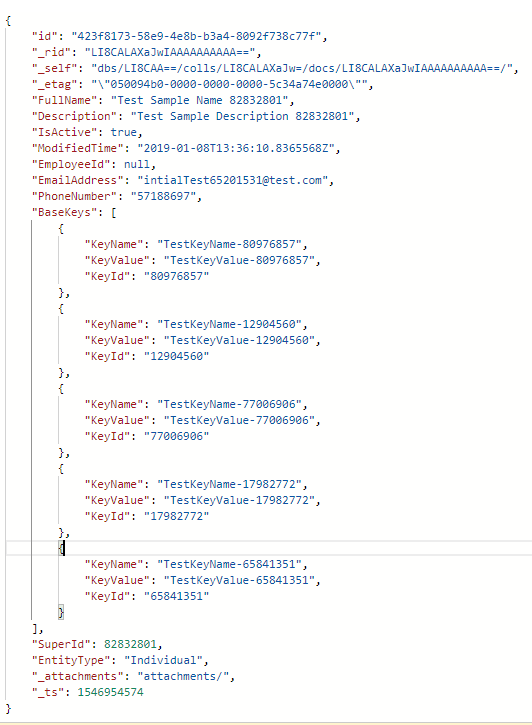 {
"id": "423f8173-58e9-4e8b-b3a4-8092f738c77f",
"_rid": "LI8CALAXaJwIAAAAAAAAAA==",
"_self": "dbs/LI8CAA==/colls/LI8CALAXaJw=/docs/LI8CALAXaJwIAAAAAAAAAA==/",
"_etag": "\"050094b0-0000-0000-0000-5c34a74e0000\"",
"FullName": "Test Sample Name 82832801",
"Description": "Test Sample Description 82832801",
"IsActive": true,
"ModifiedTime": "2019-01-08T13:36:10.8365568Z",
"EmployeeId": null,
"EmailAddress": "intialTest65201531@test.com",
"PhoneNumber": "57188697",
"BaseKeys": [
{
"KeyName": "TestKeyName-80976857",
"KeyValue": "TestKeyValue-80976857",
"KeyId": "80976857"
},
{
"KeyName": "TestKeyName-12904560",
"KeyValue": "TestKeyValue-12904560",
"KeyId": "12904560"
},
{
"KeyName": "TestKeyName-77006906",
"KeyValue": "TestKeyValue-77006906",
"KeyId": "77006906"
},
{
"KeyName": "TestKeyName-17982772",
"KeyValue": "TestKeyValue-17982772",
"KeyId": "17982772"
},
{
"KeyName": "TestKeyName-65841351",
"KeyValue": "TestKeyValue-65841351",
"KeyId": "65841351"
}
],
"SuperId": 82832801,
"EntityType": "Individual",
"_attachments": "attachments/",
"_ts": 1546954574
}